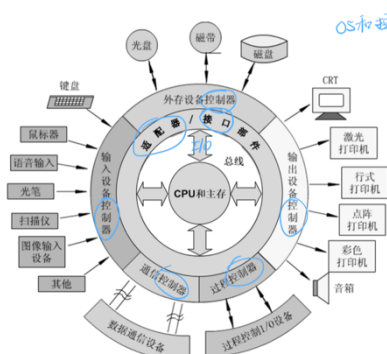 OS和
光盘
磁带
磁盘
键盘
外存设备控制器
CRT
适配器/接口部件
I/O
总线
鼠标器
语音输入
光笔
扫描仪
图像输入
设备
其他
输入设备控制器
CPU和主存
输出设备控制器
激光
打印机
行式
打印机
点阵
打印机
彩色
打印机
音箱
通信控制器
过程控制器
数据通信设备
过程控制I/O设备